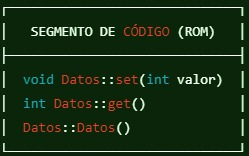 SEGMENTO DE CÓDIGO (ROM)
void Datos::set(int valor)
int Datos::get()
Datos::Datos()